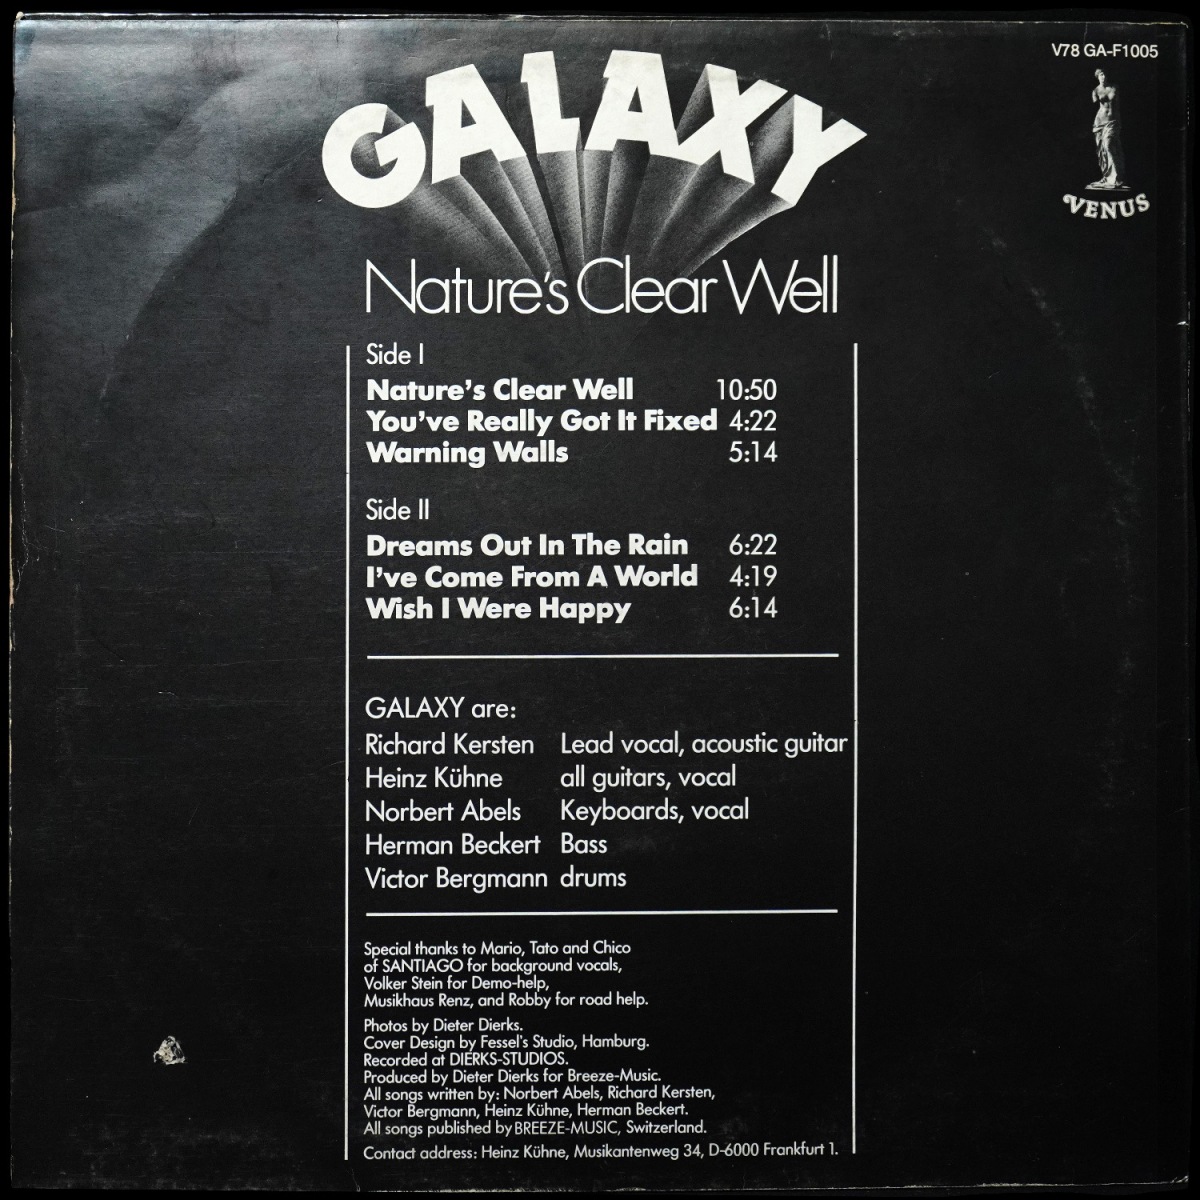 V78 GA-F1005
GALAXY
VENUS
Nature's Clear Well
Side I
Nature's Clear Well 10:50
You've Really Got It Fixed 4:22
Warning Walls 5:14
Side II
Dreams Out In The Rain 6:22
I've Come From A World 4:19
Wish I Were Happy 6:14
GALAXY are:
Richard Kersten Lead vocal, acoustic guitar
Heinz Kühne all guitars, vocal
Norbert Abels Keyboards, vocal
Herman Beckert Bass
Victor Bergmann drums
Special thanks to Mario, Tato and Chico
of SANTIAGO for background vocals,
Volker Stein for Demo-help,
Musikhaus Renz, and Robby for road help.
Photos by Dieter Dierks.
Cover Design by Fessel's Studio, Hamburg.
Recorded at DIERKS-STUDIOS.
Produced by Dieter Dierks for Breeze-Music.
All songs written by: Norbert Abels, Richard Kersten,
Victor Bergmann, Heinz Kühne, Herman Beckert.
All songs published by BREEZE-MUSIC, Switzerland.
Contact address: Heinz Kühne, Musikantenweg 34, D-6000 Frankfurt 1.